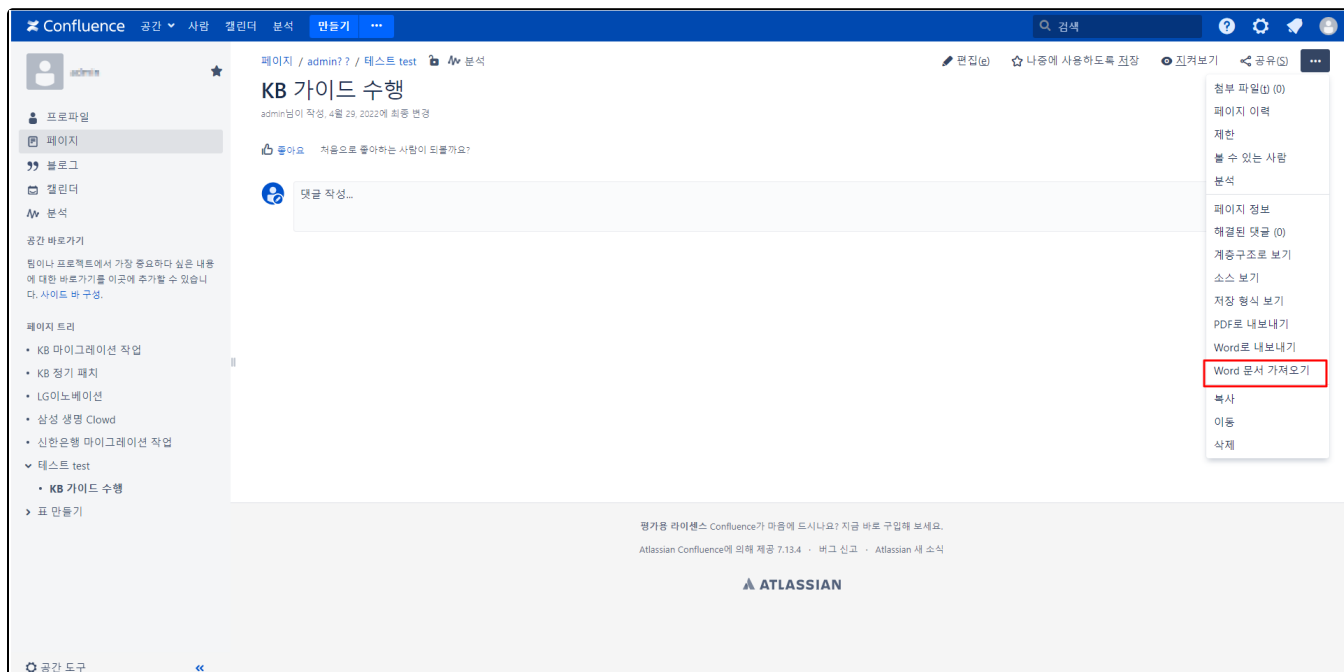 Confluence 공간 사람 캘린더 분석 만들기 ··· 검색
admin
프로파일
페이지
블로그
캘린더
분석
공간 바로가기
팀이나 프로젝트에서 가장 중요하다 싶은 내용
에 대한 바로가기를 이곳에 추가할 수 있습니
다. 사이드 바 구성.
페이지 트리
• KB 마이그레이션 작업
• KB 정기 패치
• LG이노베이션
• 삼성 생명 Clowd
• 신한은행 마이그레이션 작업
테스트 test
• KB 가이드 수행
표 만들기
공간 도구
페이지 / admin? ? / 테스트 test 분석
편집(e) 나중에 사용하도록 저장 지켜보기 공유(S) ···
KB 가이드 수행
admin님이 작성, 4월 29, 2022에 최종 변경
좋아요 처음으로 좋아하는 사람이 되볼까요?
댓글 작성...
첨부 파일(t) (0)
페이지 이력
제한
볼 수 있는 사람
분석
페이지 정보
해결된 댓글 (0)
계층구조로 보기
소스 보기
저장 형식 보기
PDF로 내보내기
Word로 내보내기
Word 문서 가져오기
복사
이동
삭제
평가용 라이센스 Confluence가 마음에 드시나요? 지금 바로 구입해 보세요.
Atlassian Confluence에 의해 제공 7.13.4 · 버그 신고 · Atlassian 새 소식
ATLASSIAN